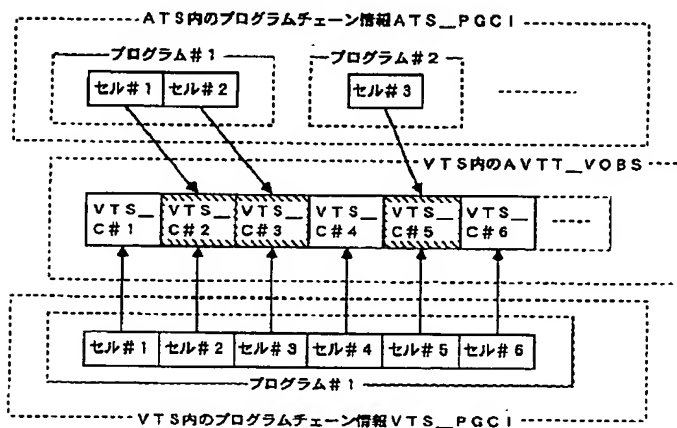 ATS内のプログラムチェーン情報ATS_PGCI
プログラム#1
プログラム#2
セル#1
セル#2
セル#3
VTS内のAVTT_VOBS
VTS_C#1
VTS_C#2
VTS_C#3
VTS_C#4
VTS_C#5
VTS_C#6
セル#1
セル#2
セル#3
セル#4
セル#5
セル#6
プログラム#1
VTS内のプログラムチェーン情報VTS_PGCI